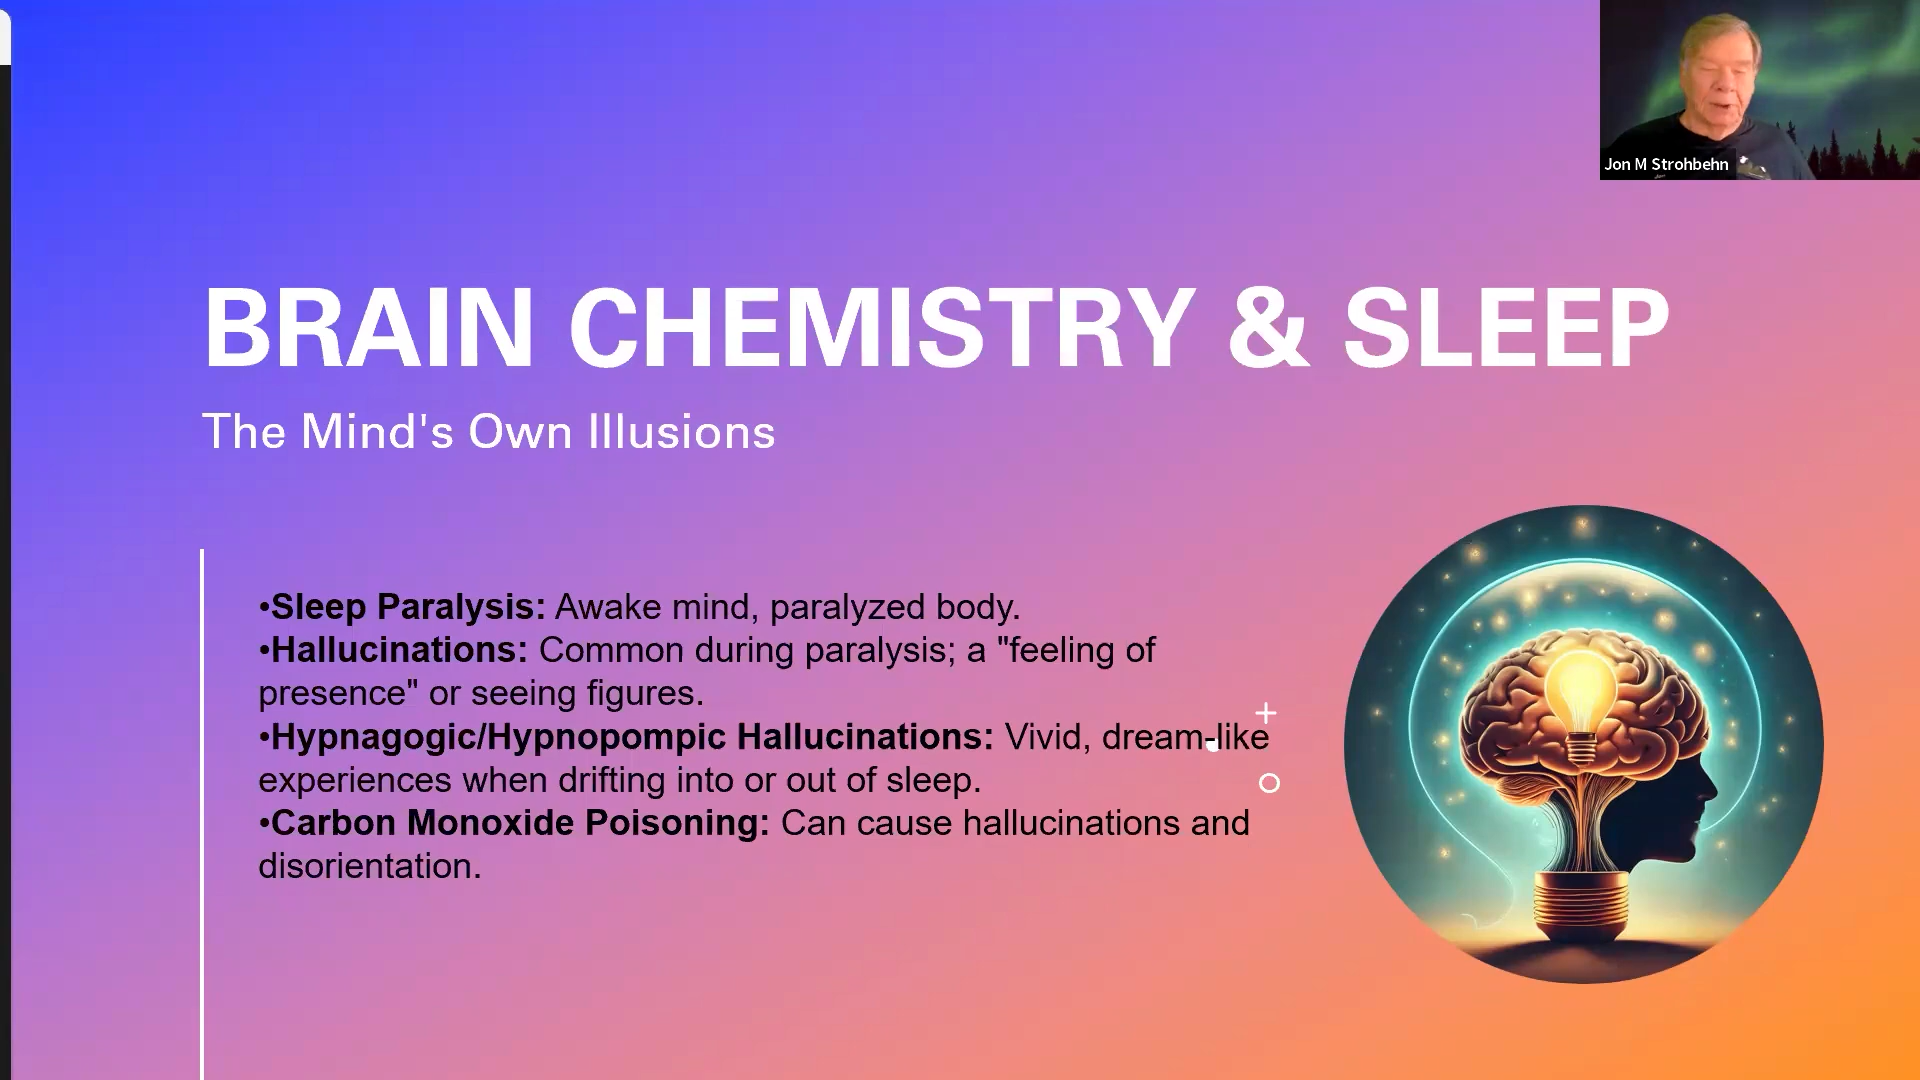 Jon M Strohbehn
BRAIN CHEMISTRY & SLEEP
The Mind's Own Illusions
•Sleep Paralysis: Awake mind, paralyzed body.
•Hallucinations: Common during paralysis; a "feeling of
presence" or seeing figures.
•Hypnagogic/Hypnopompic Hallucinations: Vivid, dream-like
experiences when drifting into or out of sleep.
•Carbon Monoxide Poisoning: Can cause hallucinations and
disorientation.